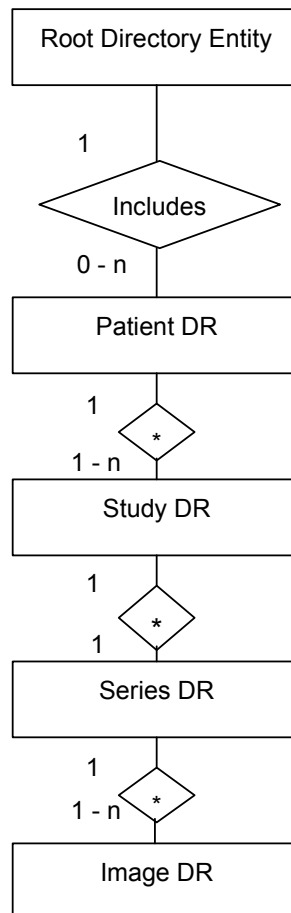 Root Directory Entity
1
Includes
0 - n
Patient DR
1
*
1 - n
Study DR
1
*
1
Series DR
1
*
1 - n
Image DR